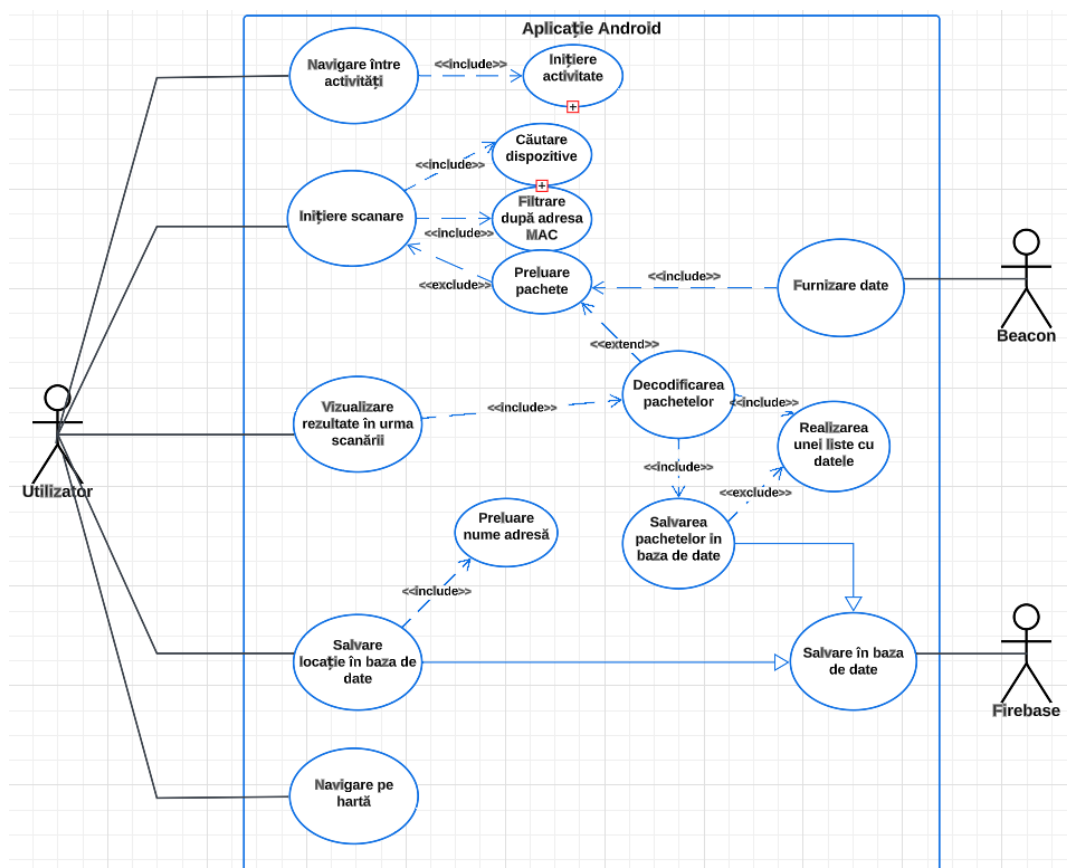 Aplicație Android
Navigare între
activități
<<include>>
Inițiere
activitate
Căutare
dispozitive
<<include>>
Inițiere scanare
Filtrare
după adresa
MAC
<<include>>
Preluare
pachete
<<exclude>>
<<include>>
Furnizare date
Beacon
<<extend>>
Decodificarea
pachetelor
<<include>>
Vizualizare
rezultate în urma
scanării
<<include>>
Realizarea
unei liste cu
datele
Utilizator
<<include>>
<<exclude>>
Preluare
nume adresă
Salvarea
pachetelor în
baza de date
<<include>>
Salvare
locație în baza de
date
Salvare în baza
de date
Firebase
Navigare pe
hartă